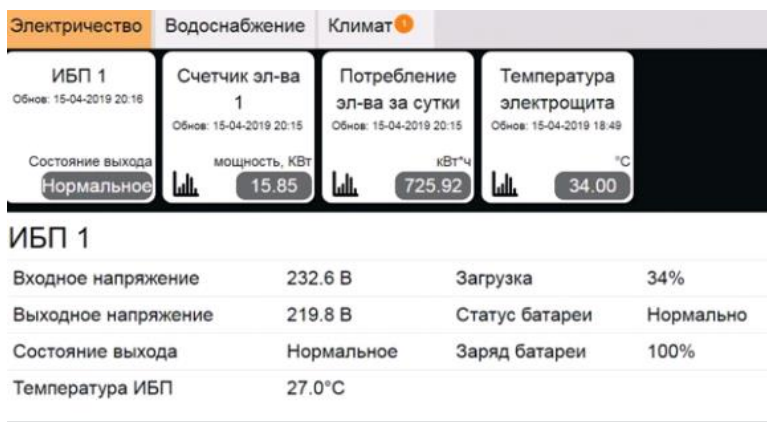 Электричество Водоснабжение Климат 1
ИБП 1
Обнов: 15-04-2019 20:16
Состояние выхода
Нормальное
Счетчик эл-ва
1
Обнов: 15-04-2019 20:15
мощность, КВт
15.85
Потребление
эл-ва за сутки
Обнов: 15-04-2019 20:15
кВт*ч
725.92
Температура
электрощита
Обнов: 15-04-2019 18:49
°C
34.00
ИБП 1
Входное напряжение 232.6 В Загрузка 34%
Выходное напряжение 219.8 В Статус батареи Нормально
Состояние выхода Нормальное Заряд батареи 100%
Температура ИБП 27.0°C